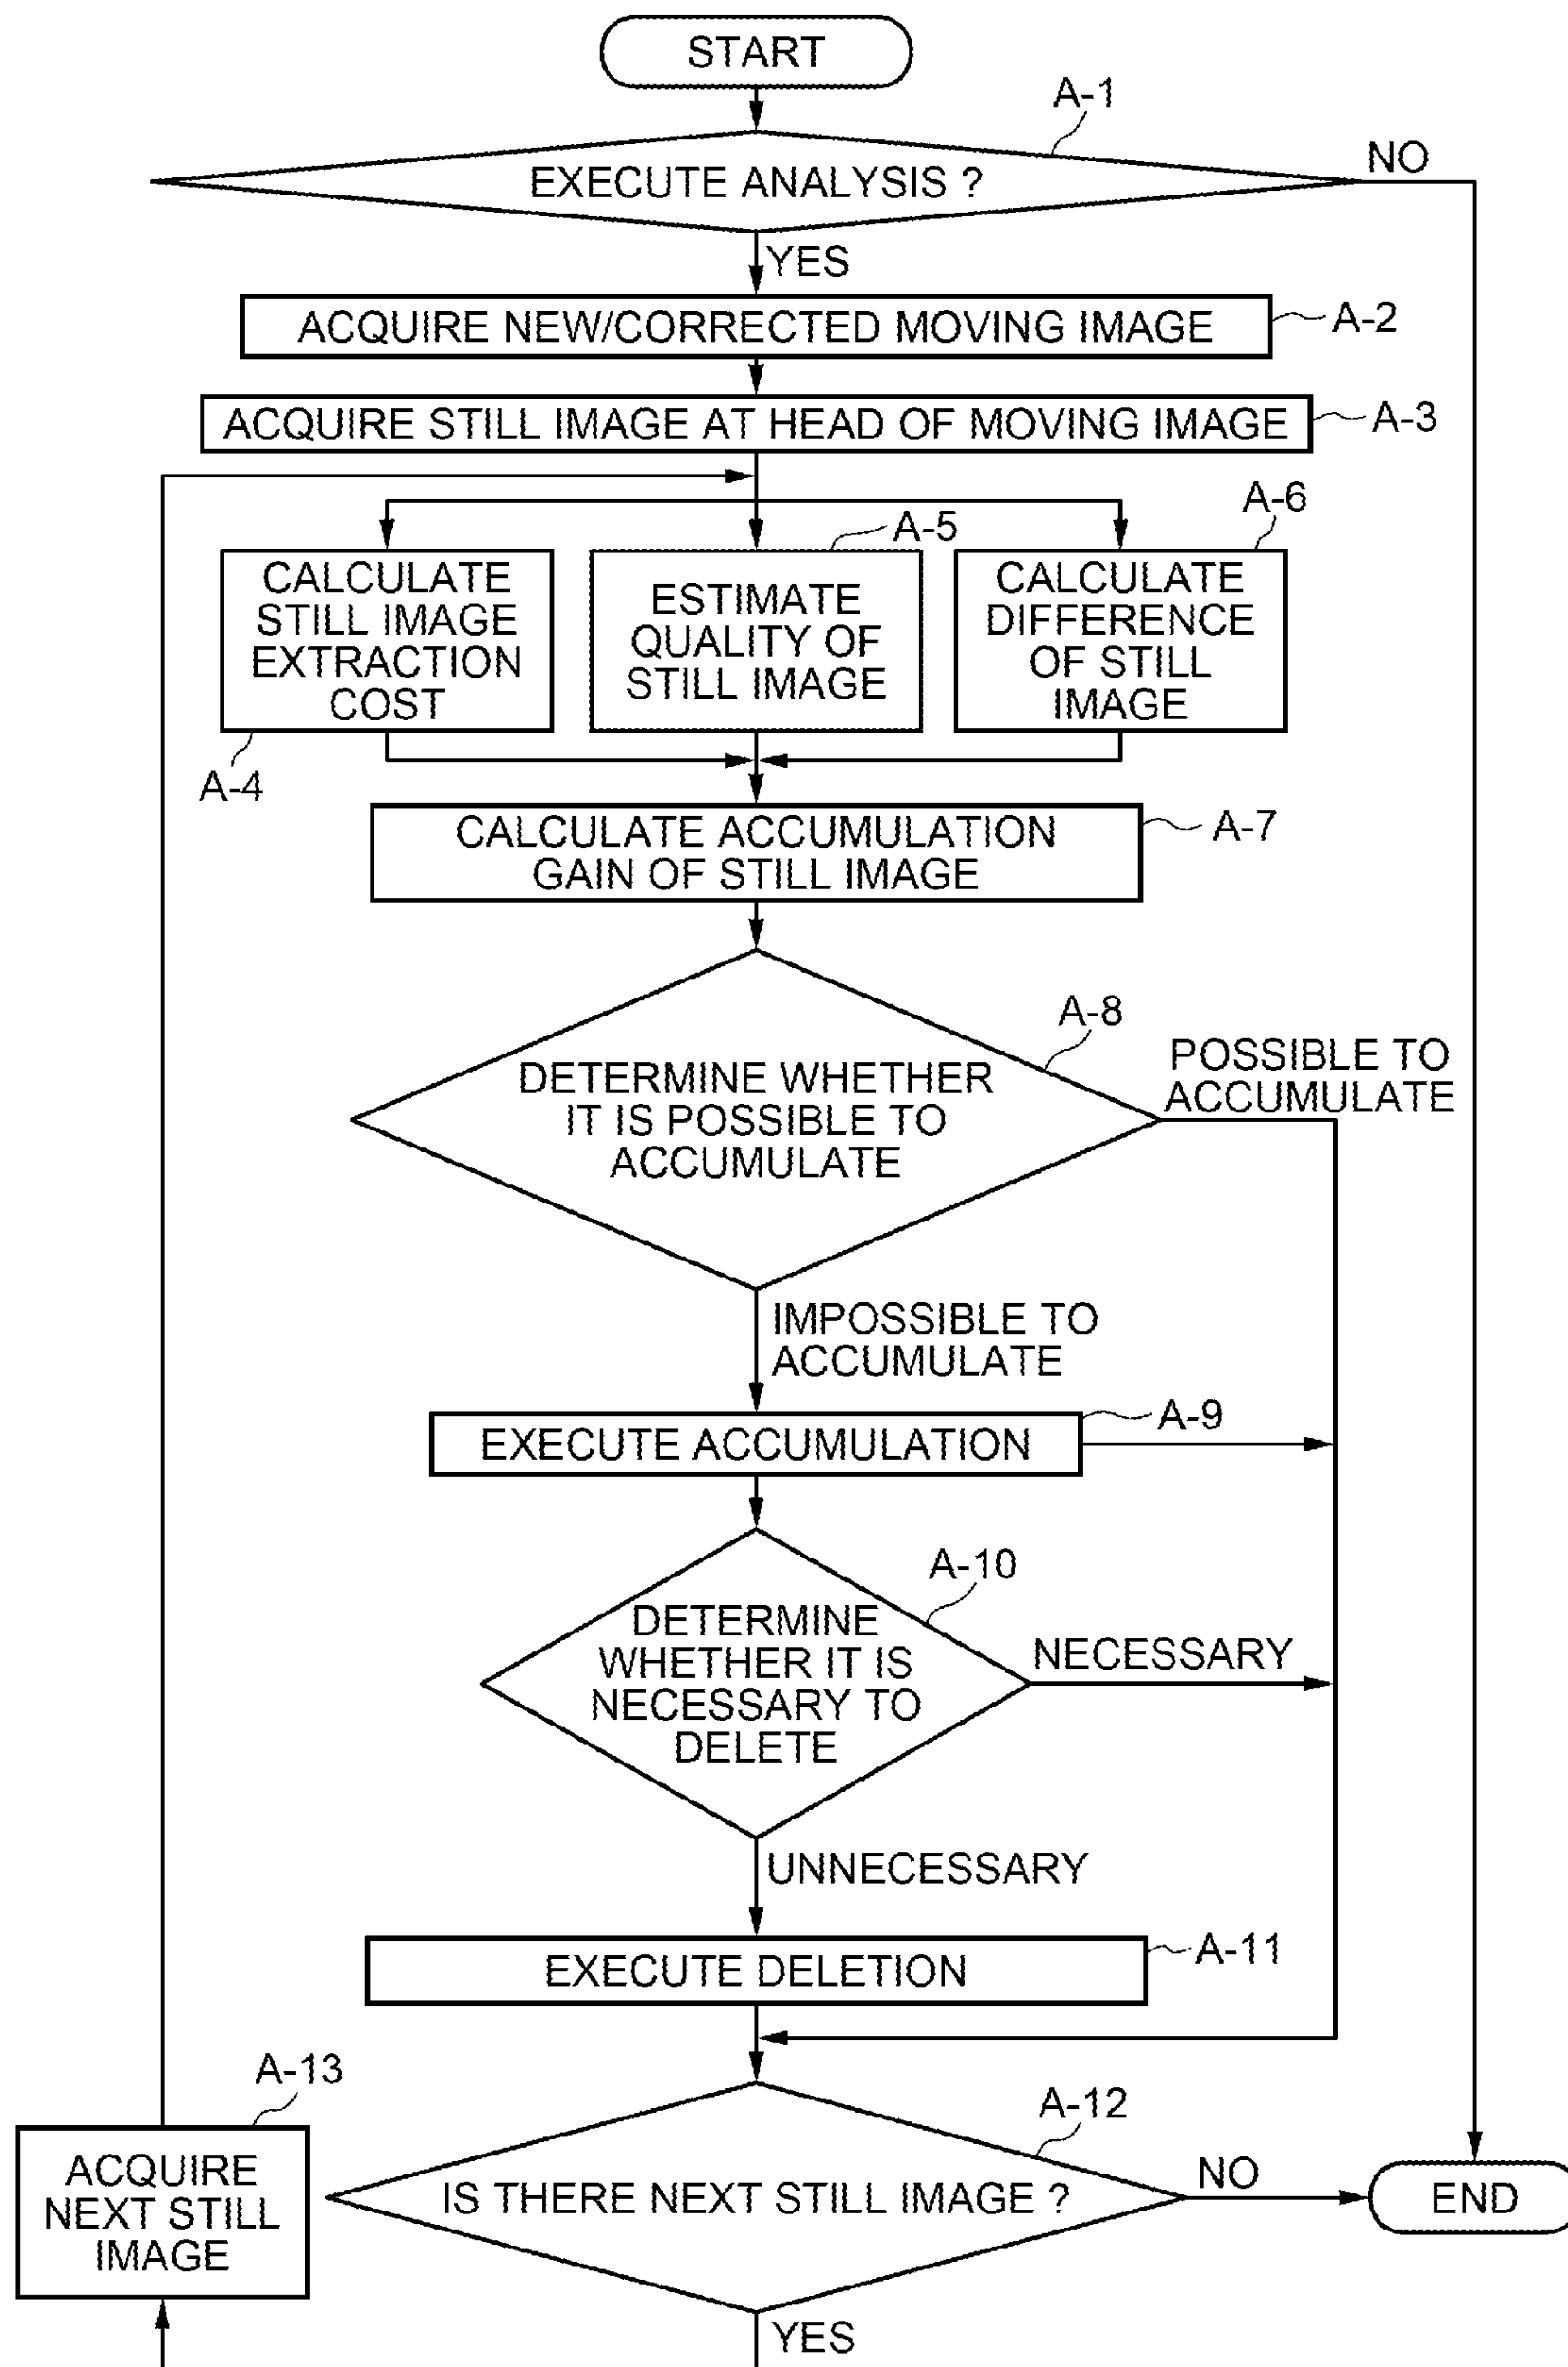 START
A-1
NO
EXECUTE ANALYSIS ?
YES
ACQUIRE NEW/CORRECTED MOVING IMAGE
A-2
ACQUIRE STILL IMAGE AT HEAD OF MOVING IMAGE
A-3
A-5
A-6
CALCULATE
STILL IMAGE
EXTRACTION
COST
A-4
ESTIMATE
QUALITY OF
STILL IMAGE
CALCULATE
DIFFERENCE
OF STILL
IMAGE
CALCULATE ACCUMULATION
GAIN OF STILL IMAGE
A-7
A-8
DETERMINE WHETHER
IT IS POSSIBLE TO
ACCUMULATE
POSSIBLE TO
ACCUMULATE
IMPOSSIBLE TO
ACCUMULATE
EXECUTE ACCUMULATION
A-9
A-10
DETERMINE
WHETHER IT IS
NECESSARY TO
DELETE
NECESSARY
UNNECESSARY
EXECUTE DELETION
A-11
A-13
ACQUIRE
NEXT STILL
IMAGE
A-12
IS THERE NEXT STILL IMAGE ?
NO
END
YES